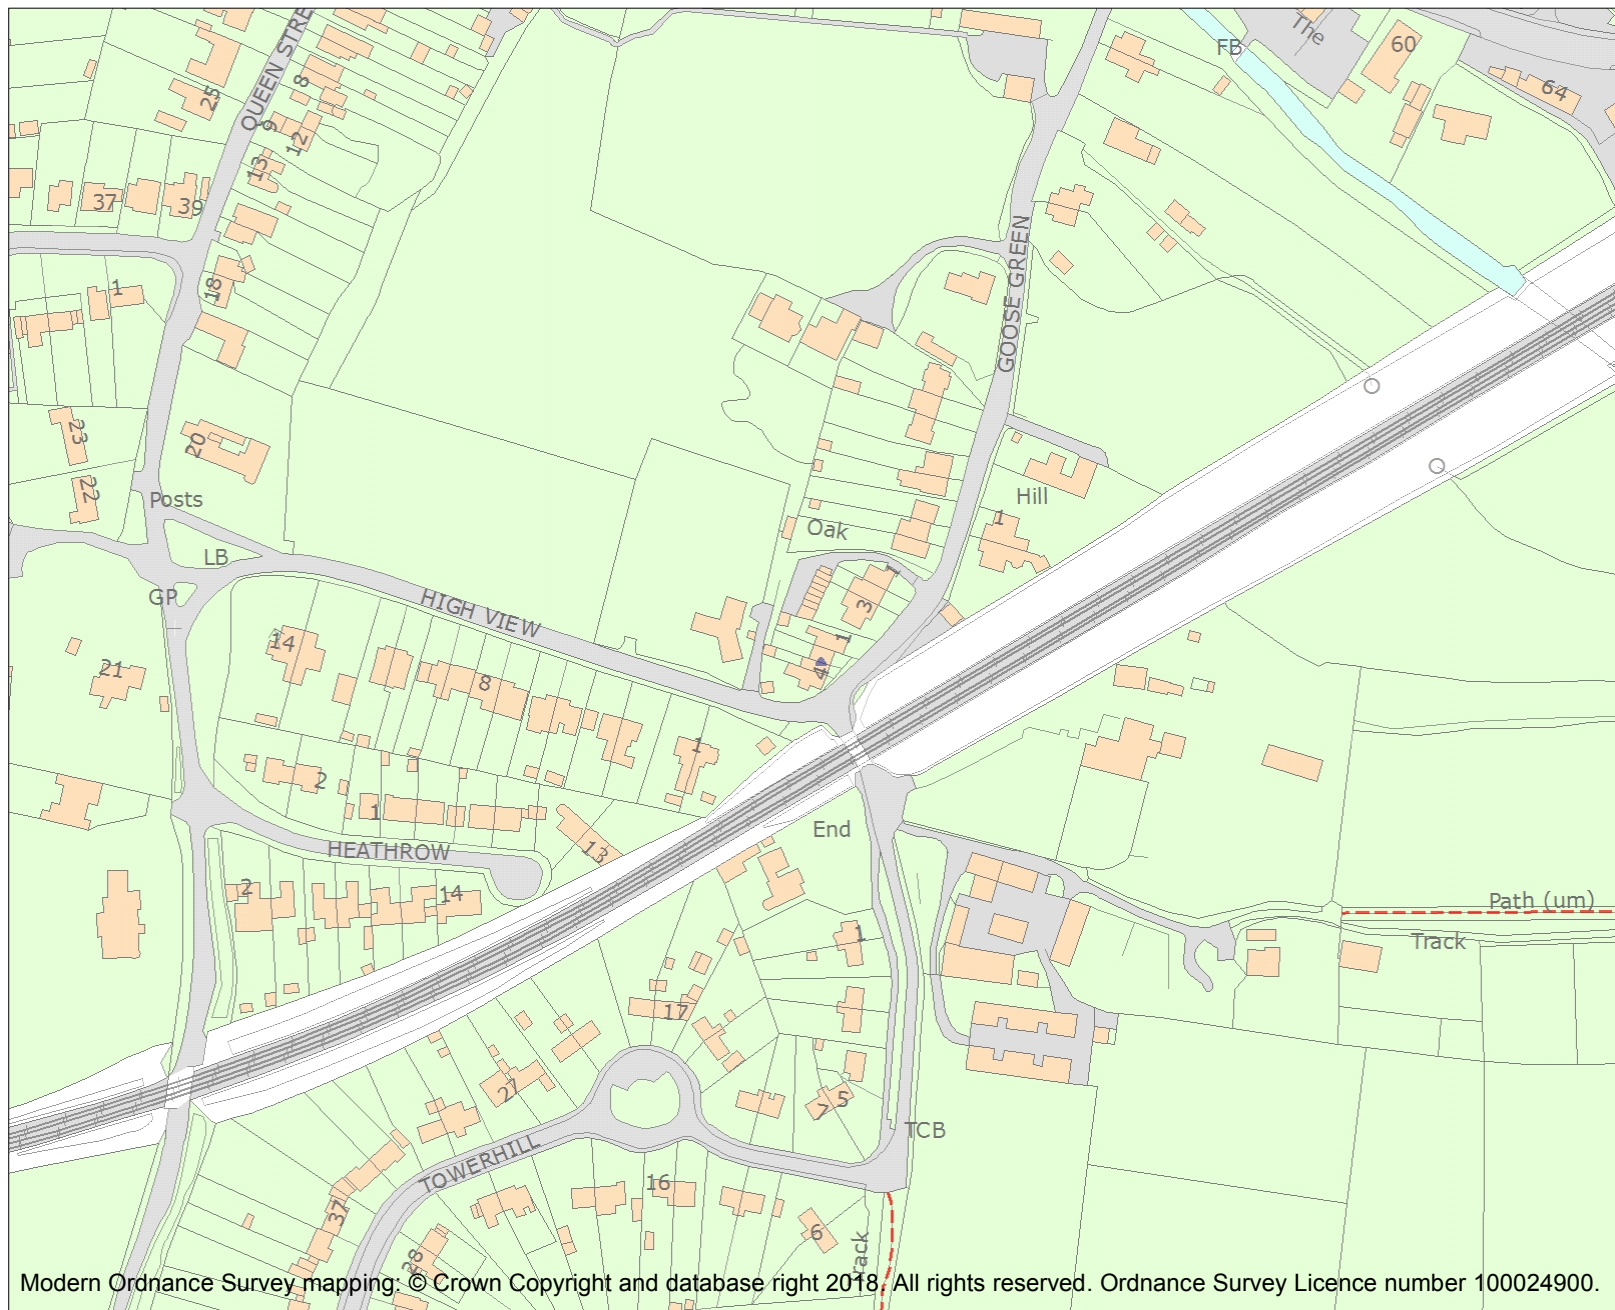 The
FB
60
64
QUEEN STRE
25
8
9
12
13
37
39
18
1
GOOSE GREEN
23
20
22
Posts
Hill
1
Oak
LB
GP
HIGH VIEW
1
3
1
4
14
21
8
1
2
1
End
HEATHROW
13
2
14
Path (um)
1
Track
17
27
5
7
TCB
TOWERHILL
16
37
6
28
Track
Modern Ordnance Survey mapping: © Crown Copyright and database right 2018. All rights reserved. Ordnance Survey Licence number 100024900.